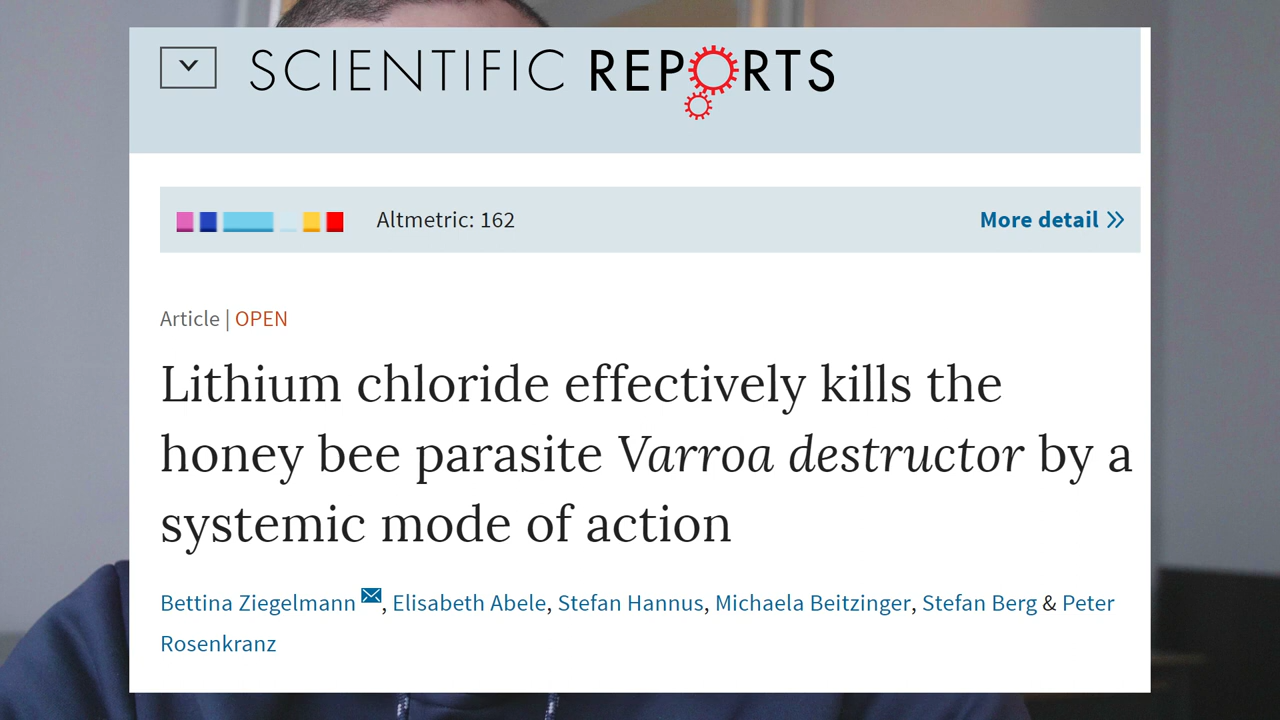 SCIENTIFIC REPORTS
Altmetric: 162
More detail
Article | OPEN
Lithium chloride effectively kills the
honey bee parasite Varroa destructor by a
systemic mode of action
Bettina Ziegelmann, Elisabeth Abele, Stefan Hannus, Michaela Beitzinger, Stefan Berg & Peter
Rosenkranz